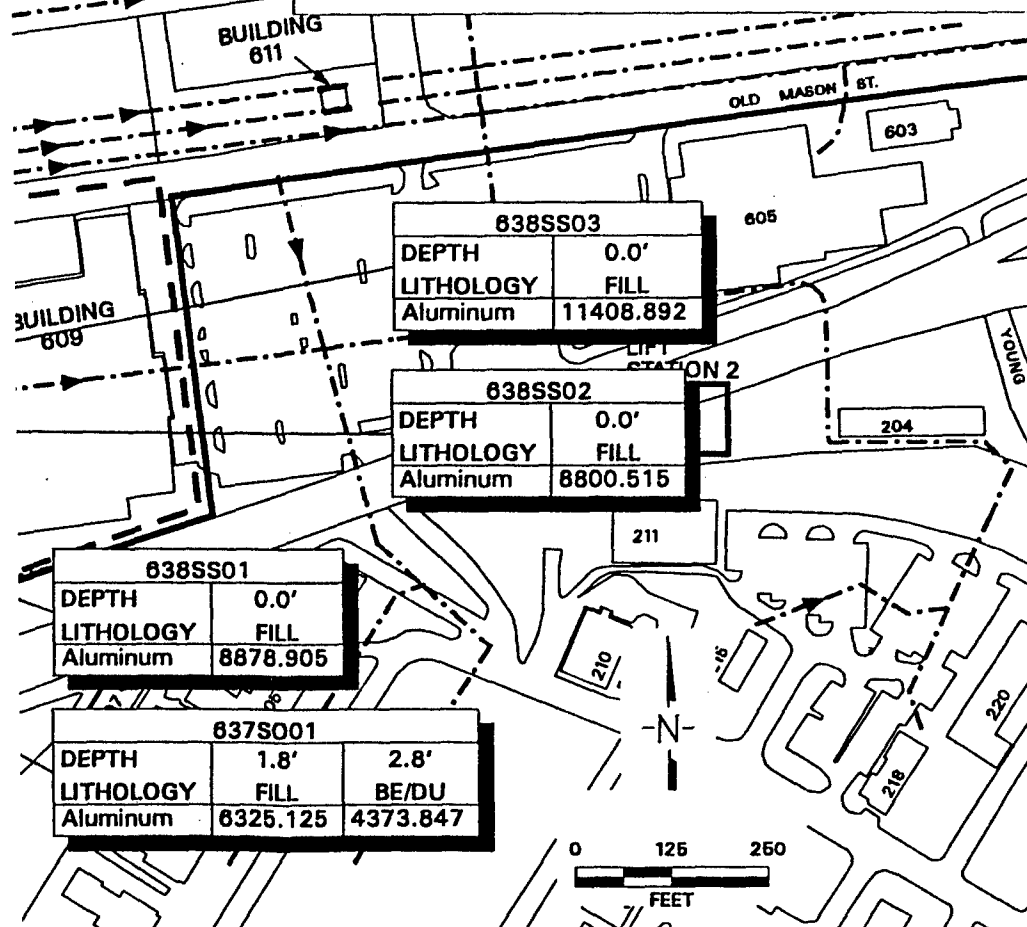 BUILDING
611
OLD MASON ST.
603
605
638SS03
DEPTH 0.0'
LITHOLOGY FILL
Aluminum 11408.892
BUILDING
609
STATION 2
YOUNG
638SS02
DEPTH 0.0'
LITHOLOGY FILL
Aluminum 8800.515
204
211
638SS01
DEPTH 0.0'
LITHOLOGY FILL
Aluminum 8878.905
210
220
218
-N-
637SO01
DEPTH 1.8' 2.8'
LITHOLOGY FILL BE/DU
Aluminum 6325.125 4373.847
0 125 250
FEET